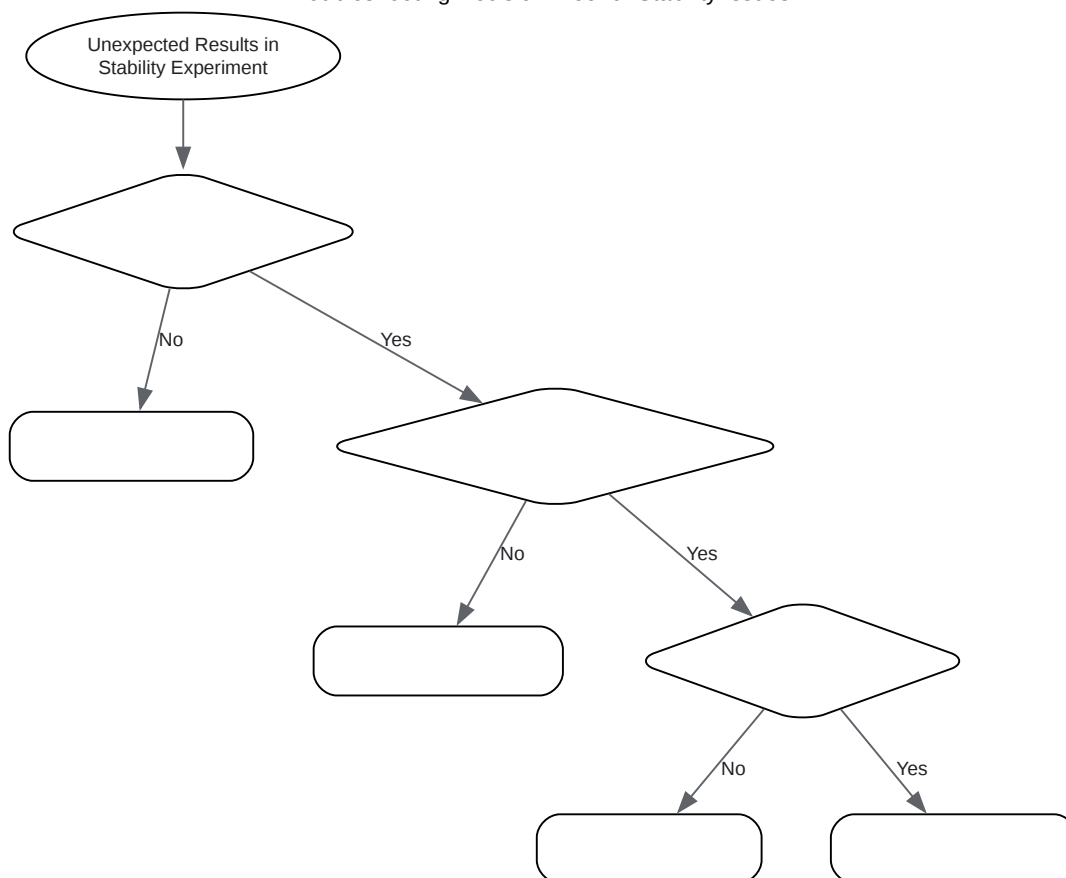 Unexpected Results in
Stability Experiment
No
Yes
No
Yes
No
Yes